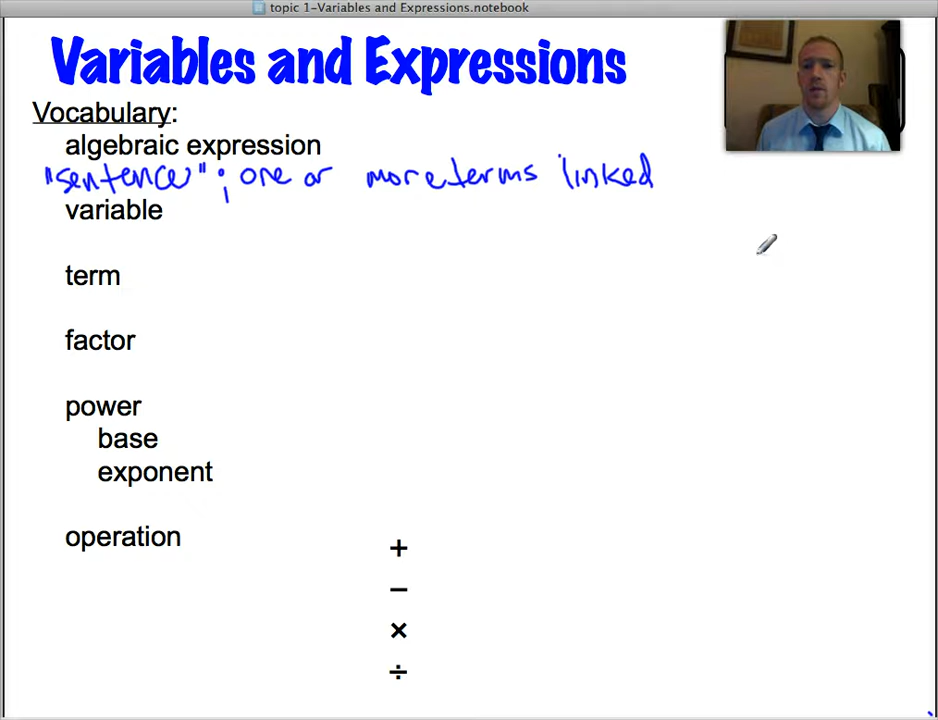 topic 1–Variables and Expressions.notebook
Variables and Expressions
Vocabulary:
algebraic expression
"sentence" ; one or more terms linked
variable
term
factor
power
base
exponent
operation
+
−
×
÷